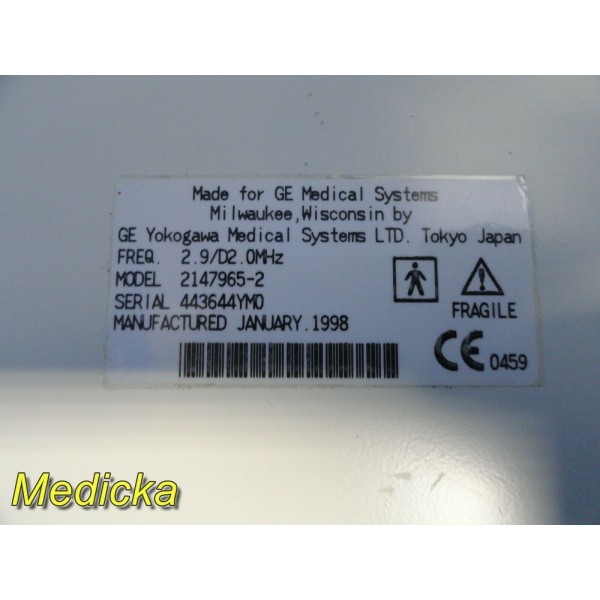 Made for GE Medical Systems
Milwaukee,Wisconsin by
GE Yokogawa Medical Systems LTD. Tokyo Japan
FREQ. 2.9/D2.0MHz
MODEL 2147965-2
SERIAL 443644YM0
MANUFACTURED JANUARY.1998
FRAGILE
CE 0459
Medicka